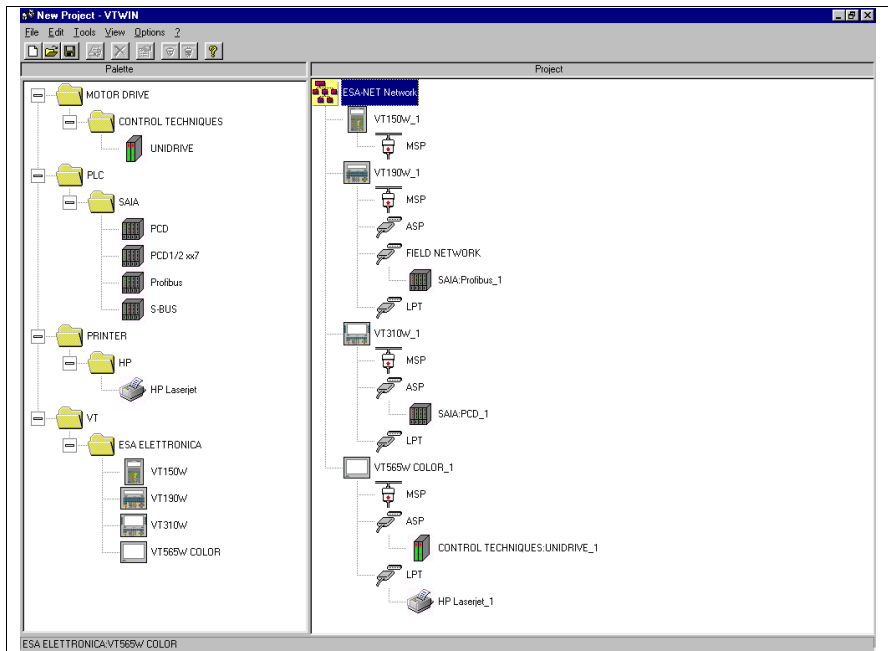 New Project - VTWIN
File Edit Tools View Options ?
Palette
MOTOR DRIVE
CONTROL TECHNIQUES
UNIDRIVE
PLC
SAIA
PCD
PCD1/2 xx7
Profibus
S-BUS
PRINTER
HP
HP Laserjet
VT
ESA ELETTRONICA
VT150W
VT190W
VT310W
VT565W COLOR
Project
ESA-NET Network
VT150W_1
MSP
VT190W_1
MSP
ASP
FIELD NETWORK
SAIA:Profibus_1
LPT
VT310W_1
MSP
ASP
SAIA:PCD_1
LPT
VT565W COLOR_1
MSP
ASP
CONTROL TECHNIQUES:UNIDRIVE_1
LPT
HP Laserjet_1
ESA ELETTRONICA:VT565W COLOR